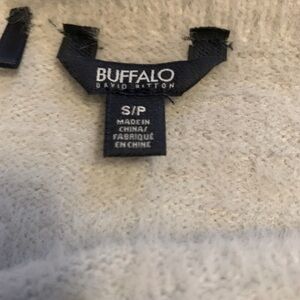 BUFFALO
DAVID BITTON
S/P
MADE IN
CHINA/
FABRIQUÉ
EN CHINE